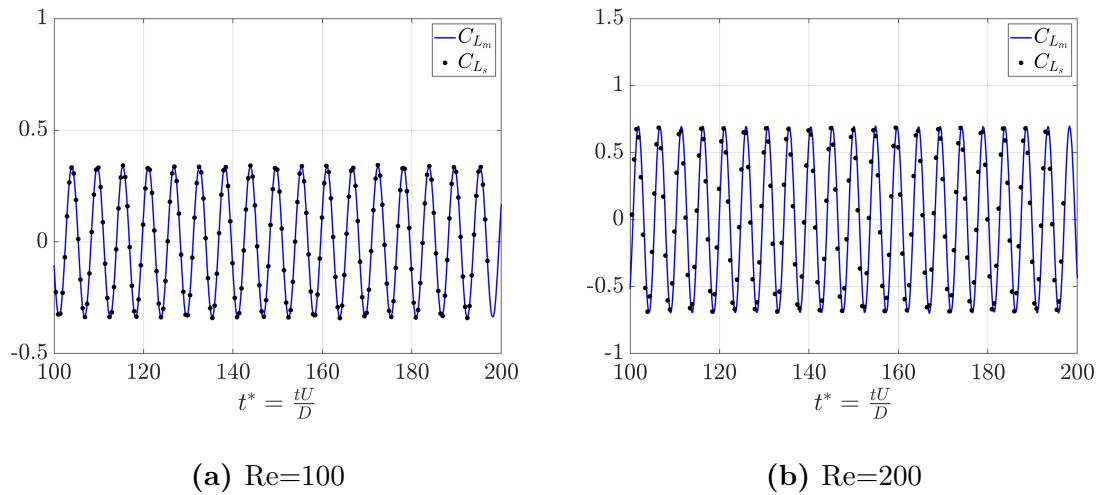 1
0.5
0
-0.5
100 120 140 160 180 200
t* = tU/D
C_{L_m}
C_{L_s}
(a) Re=100
1.5
1
0.5
0
-0.5
-1
100 120 140 160 180 200
t* = tU/D
C_{L_m}
C_{L_s}
(b) Re=200